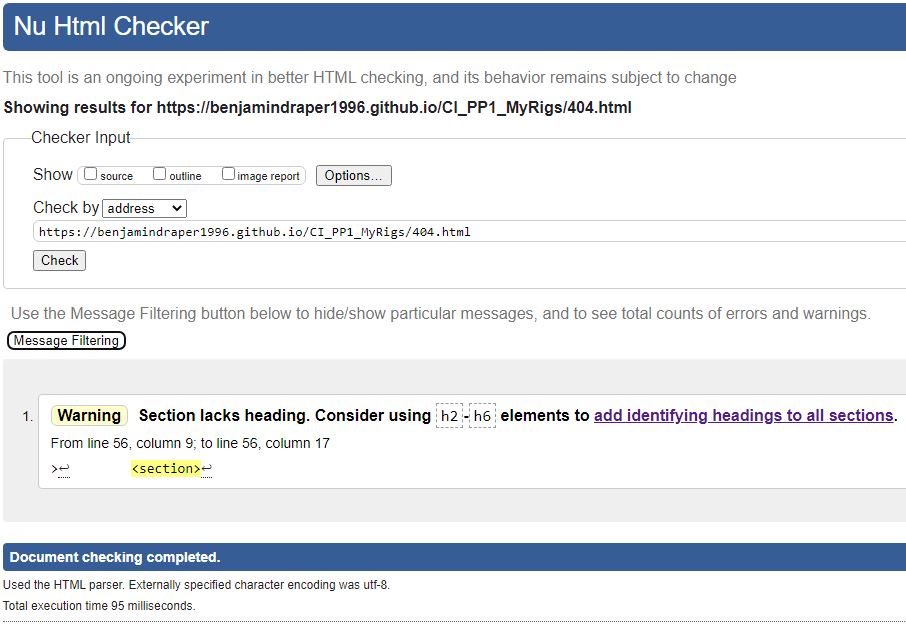 Nu Html Checker
This tool is an ongoing experiment in better HTML checking, and its behavior remains subject to change
Showing results for https://benjamindraper1996.github.io/CI_PP1_MyRigs/404.html
Checker Input
Show source outline image report Options...
Check by address
https://benjamindraper1996.github.io/CI_PP1_MyRigs/404.html
Check
Use the Message Filtering button below to hide/show particular messages, and to see total counts of errors and warnings.
Message Filtering
1. Warning Section lacks heading. Consider using h2-h6 elements to add identifying headings to all sections.
From line 56, column 9; to line 56, column 17
>↩ <section>↩
Document checking completed.
Used the HTML parser. Externally specified character encoding was utf-8.
Total execution time 95 milliseconds.